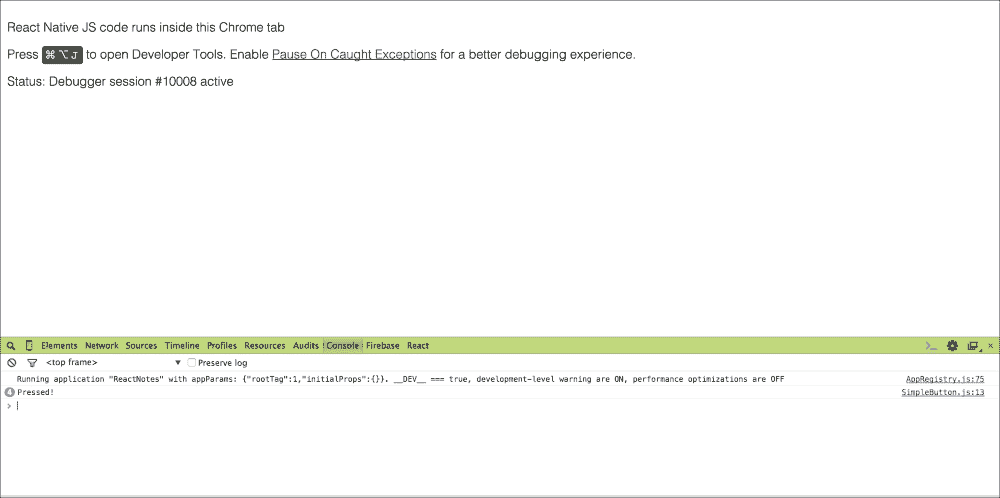 React Native JS code runs inside this Chrome tab
Press ⌘⌥J to open Developer Tools. Enable Pause On Caught Exceptions for a better debugging experience.
Status: Debugger session #10008 active
Elements Network Sources Timeline Profiles Resources Audits Console Firebase React
<top frame> Preserve log
Running application "ReactNotes" with appParams: {"rootTag":1,"initialProps":{}}. __DEV__ === true, development-level warning are ON, performance optimizations are OFF AppRegistry.js:75
4 Pressed! SimpleButton.js:13
>